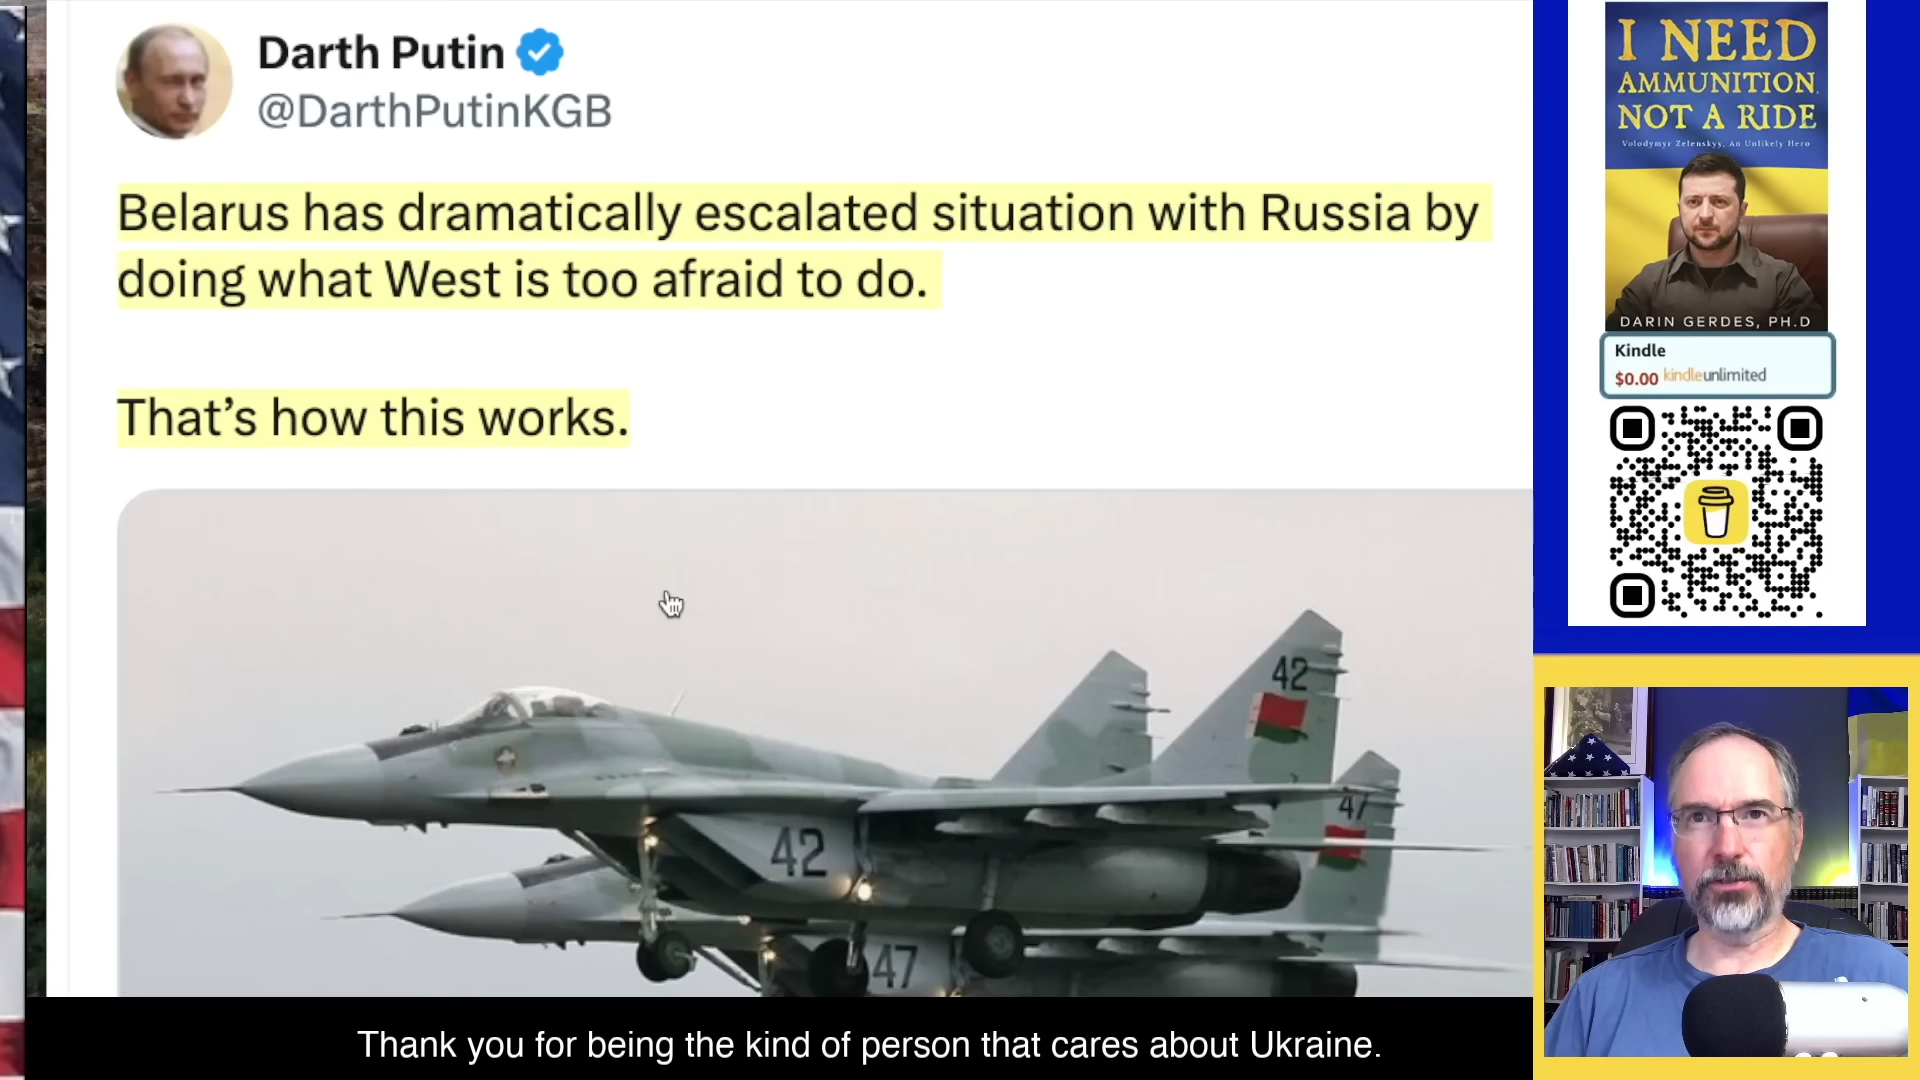 Darth Putin
@DarthPutinKGB
Belarus has dramatically escalated situation with Russia by
doing what West is too afraid to do.
That's how this works.
42
42
47
47
Thank you for being the kind of person that cares about Ukraine.
I NEED
AMMUNITION,
NOT A RIDE
Volodymyr Zelenskyy, An Unlikely Hero
DARIN GERDES, PH.D
Kindle
$0.00 kindleunlimited